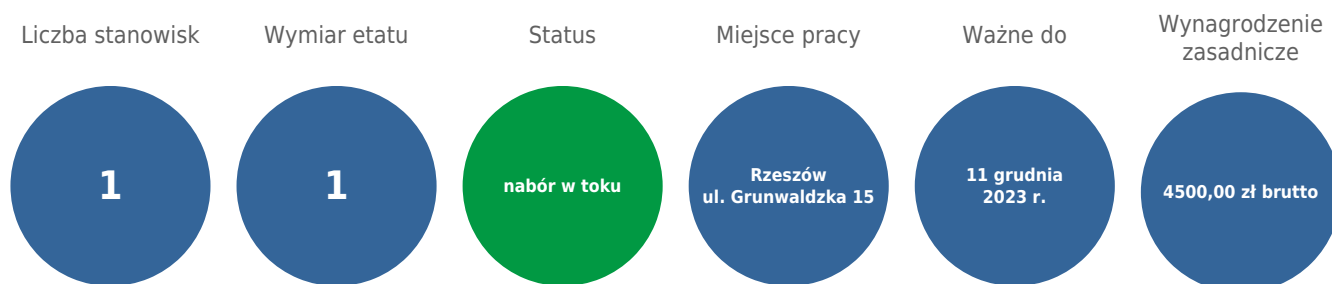 Liczba stanowisk
Wymiar etatu
Status
Miejsce pracy
Ważne do
Wynagrodzenie
zasadnicze
1
1
nabór w toku
Rzeszów
ul. Grunwaldzka 15
11 grudnia
2023 r.
4500,00 zł brutto